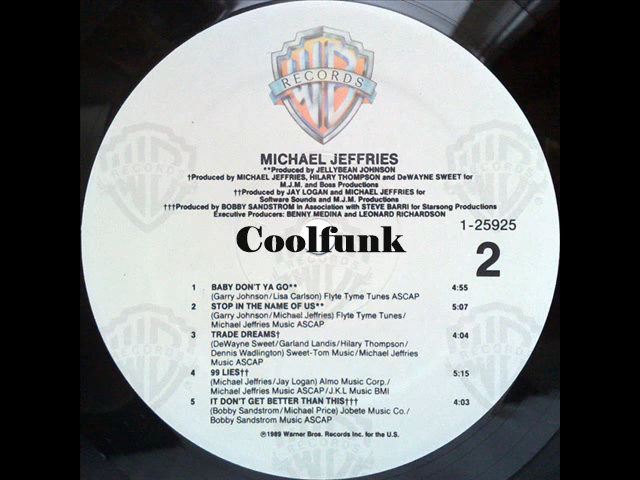 WB
RECORDS
MICHAEL JEFFRIES
**Produced by JELLYBEAN JOHNSON
†Produced by MICHAEL JEFFRIES, HILARY THOMPSON and DeWAYNE SWEET for
M.J.M. and Boss Productions
††Produced by JAY LOGAN and MICHAEL JEFFRIES for
Software Sounds and M.J.M. Productions
†††Produced by BOBBY SANDSTROM in Association with STEVE BARRI for Starsong Productions
Executive Producers: BENNY MEDINA and LEONARD RICHARDSON
1-25925
Coolfunk
2
1 BABY DON'T YA GO** 4:55
(Garry Johnson/Lisa Carlson) Flyte Tyme Tunes ASCAP
2 STOP IN THE NAME OF US** 5:07
(Garry Johnson/Michael Jeffries) Flyte Tyme Tunes/
Michael Jeffries Music ASCAP
3 TRADE DREAMS† 4:04
(DeWayne Sweet/Garland Landis/Hilary Thompson/
Dennis Wadlington) Sweet-Tom Music/Michael Jeffries
Music ASCAP
4 99 LIES†† 5:15
(Michael Jeffries/Jay Logan) Almo Music Corp./
Michael Jeffries Music ASCAP/J.K.L Music BMI
5 IT DON'T GET BETTER THAN THIS††† 4:03
(Bobby Sandstrom/Michael Price) Jobete Music Co./
Bobby Sandstrom Music ASCAP
℗1989 Warner Bros. Records Inc. for the U.S.